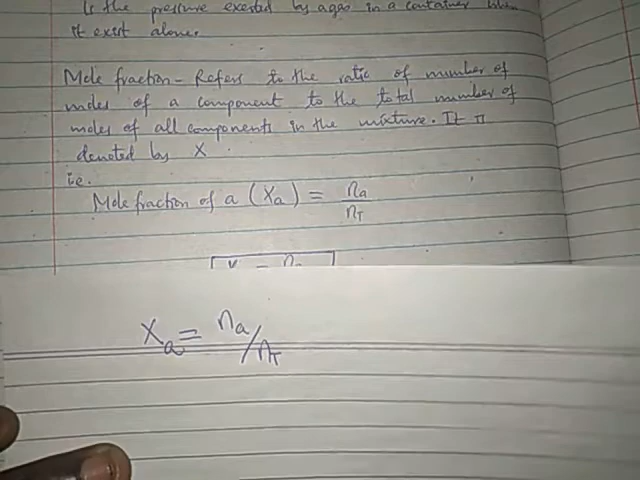 Is the pressure exerted by a gas in a container when
it exist alone.
Mole fraction - Refers to the ratio of number of
moles of a component to the total number of
moles of all components in the mixture. It is
denoted by X
i.e.
Mole fraction of a (Xa) = na/nT
Xa = na/nT